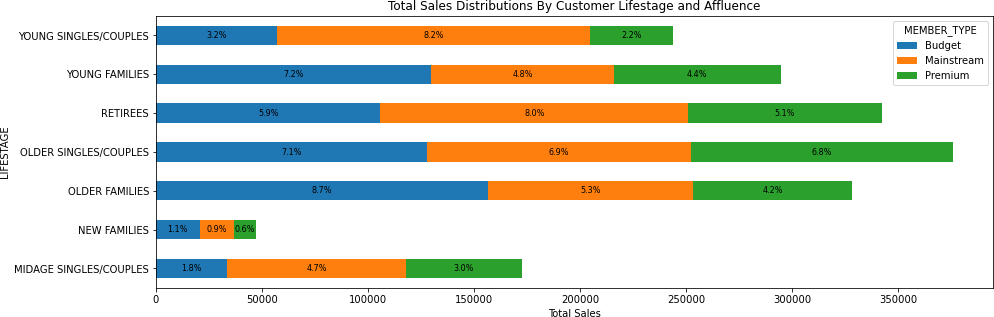 Total Sales Distributions By Customer Lifestage and Affluence
MEMBER_TYPE
Budget
Mainstream
Premium
LIFESTAGE
YOUNG SINGLES/COUPLES 3.2% 8.2% 2.2%
YOUNG FAMILIES 7.2% 4.8% 4.4%
RETIREES 5.9% 8.0% 5.1%
OLDER SINGLES/COUPLES 7.1% 6.9% 6.8%
OLDER FAMILIES 8.7% 5.3% 4.2%
NEW FAMILIES 1.1% 0.9% 0.6%
MIDAGE SINGLES/COUPLES 1.8% 4.7% 3.0%
0 50000 100000 150000 200000 250000 300000 350000
Total Sales